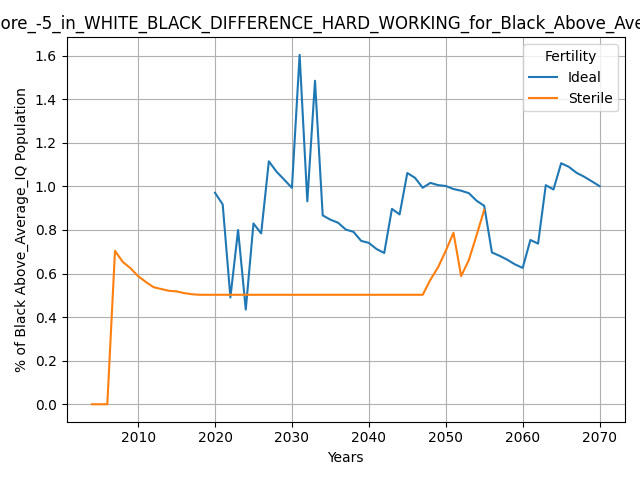 ore_-5_in_WHITE_BLACK_DIFFERENCE_HARD_WORKING_for_Black_Above_Ave
Fertility
Ideal
Sterile
1.6
1.4
1.2
1.0
0.8
0.6
0.4
0.2
0.0
% of Black Above_Average_IQ Population
2010
2020
2030
2040
2050
2060
2070
Years